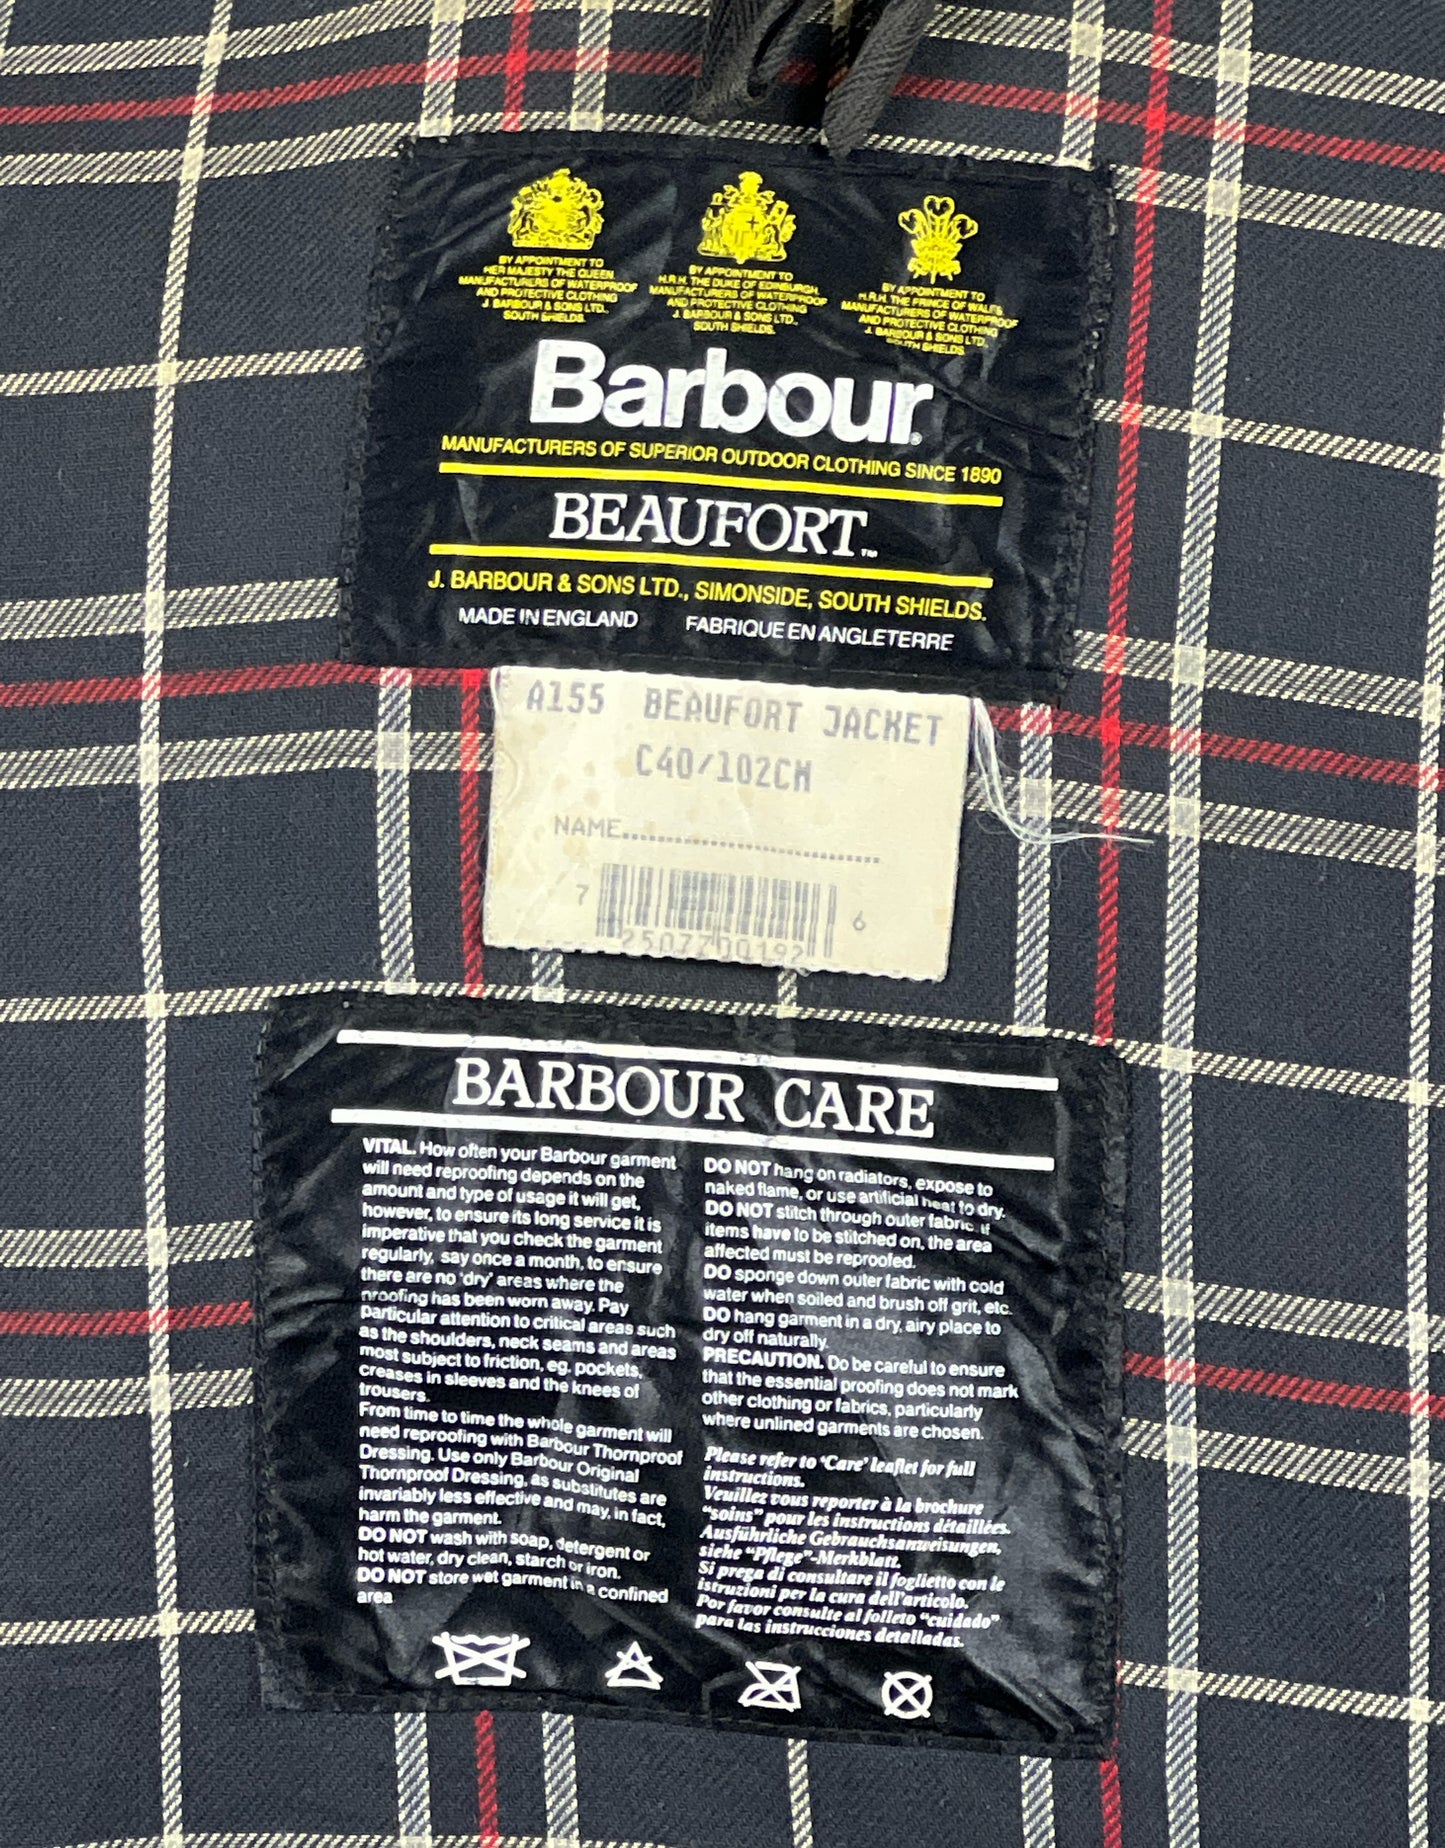 BY APPOINTMENT TO
HER MAJESTY THE QUEEN
MANUFACTURERS OF WATERPROOF
AND PROTECTIVE CLOTHING
J. BARBOUR & SONS LTD.,
SOUTH SHIELDS.
BY APPOINTMENT TO
H.R.H. THE DUKE OF EDINBURGH.
MANUFACTURERS OF WATERPROOF
AND PROTECTIVE CLOTHING
J. BARBOUR & SONS LTD.,
SOUTH SHIELDS.
BY APPOINTMENT TO
H.R.H. THE PRINCE OF WALES
MANUFACTURERS OF WATERPROOF
AND PROTECTIVE CLOTHING
J. BARBOUR & SONS LTD.
SOUTH SHIELDS.
Barbour®
MANUFACTURERS OF SUPERIOR OUTDOOR CLOTHING SINCE 1890
BEAUFORT™
J. BARBOUR & SONS LTD., SIMONSIDE, SOUTH SHIELDS.
MADE IN ENGLAND FABRIQUE EN ANGLETERRE
A155 BEAUFORT JACKET
C40/102CM
NAME..............................
7 25077 00192 6
BARBOUR CARE
VITAL. How often your Barbour garment
will need reproofing depends on the
amount and type of usage it will get,
however, to ensure its long service it is
imperative that you check the garment
regularly, say once a month, to ensure
there are no 'dry' areas where the
proofing has been worn away. Pay
particular attention to critical areas such
as the shoulders, neck seams and areas
most subject to friction, eg. pockets,
creases in sleeves and the knees of
trousers.
From time to time the whole garment will
need reproofing with Barbour Thornproof
Dressing. Use only Barbour Original
Thornproof Dressing, as substitutes are
invariably less effective and may, in fact,
harm the garment.
DO NOT wash with soap, detergent or
hot water, dry clean, starch or iron.
DO NOT store wet garment in a confined
area
DO NOT hang on radiators, expose to
naked flame, or use artificial heat to dry.
DO NOT stitch through outer fabric. If
items have to be stitched on, the area
affected must be reproofed.
DO sponge down outer fabric with cold
water when soiled and brush off grit, etc.
DO hang garment in a dry, airy place to
dry off naturally.
PRECAUTION. Do be careful to ensure
that the essential proofing does not mark
other clothing or fabrics, particularly
where unlined garments are chosen.
Please refer to 'Care' leaflet for full
instructions.
Veuillez vous reporter à la brochure
"soins" pour les instructions détaillées.
Ausführliche Gebrauchsanweisungen,
siehe "Pflege"-Merkblatt.
Si prega di consultare il foglietto con le
istruzioni per la cura dell'articolo.
Por favor consulte al folleto "cuidado"
para las instrucciones detalladas.